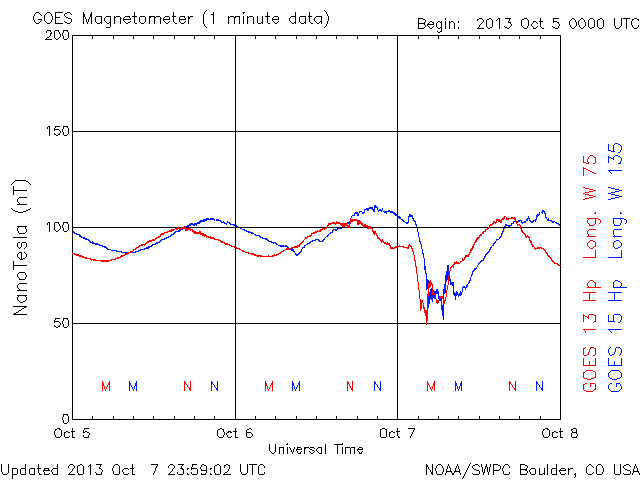 GOES Magnetometer (1 minute data)
Begin: 2013 Oct 5 0000 UTC
200
150
100
50
0
NanoTesla (nT)
M M N N M M N N M M N N
Oct 5 Oct 6 Oct 7 Oct 8
Universal Time
GOES 13 Hp Long. W 75
GOES 15 Hp Long. W 135
Updated 2013 Oct 7 23:59:02 UTC
NOAA/SWPC Boulder, CO USA